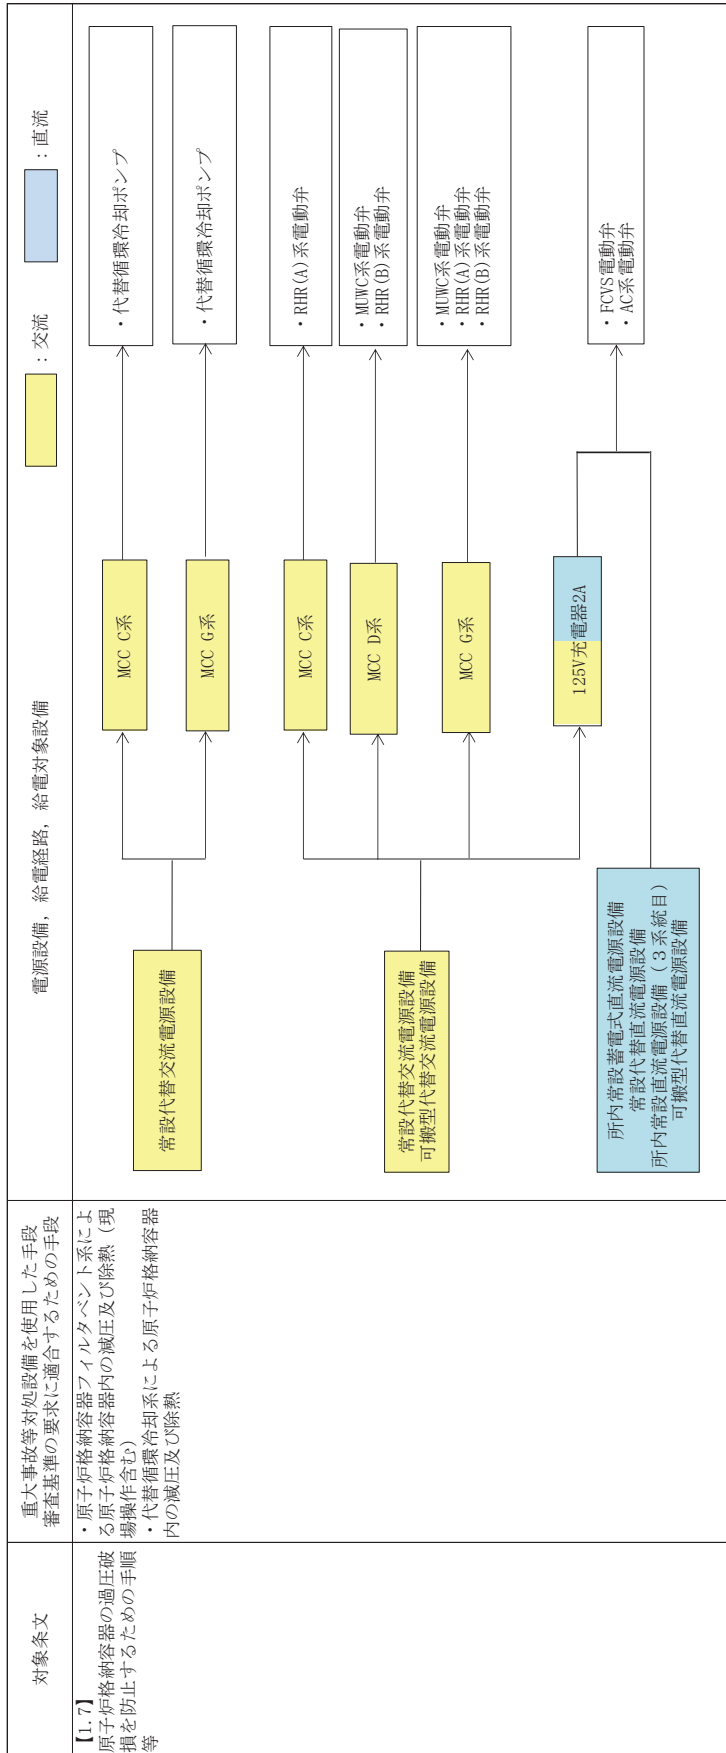 対象条文
重大事故等対処設備を使用した手段
審査基準の要求に適合するための手段
電源設備，給電経路，給電対象設備
：交流
：直流
【1.7】
原子炉格納容器の過圧破
損を防止するための手順
等
・原子炉格納容器フィルタベント系によ
る原子炉格納容器内の減圧及び除熱（現
場操作含む）
・代替循環冷却系による原子炉格納容器
内の減圧及び除熱
常設代替交流電源設備
MCC C系
・代替循環冷却ポンプ
MCC G系
・代替循環冷却ポンプ
常設代替交流電源設備
可搬型代替交流電源設備
MCC C系
・RHR(A)系電動弁
MCC D系
・MUWC系電動弁
・RHR(B)系電動弁
MCC G系
・MUWC系電動弁
・RHR(A)系電動弁
・RHR(B)系電動弁
125V充電器2A
所内常設蓄電式直流電源設備
常設代替直流電源設備
所内常設直流電源設備（３系統目）
可搬型代替直流電源設備
・FCVS電動弁
・AC系電動弁